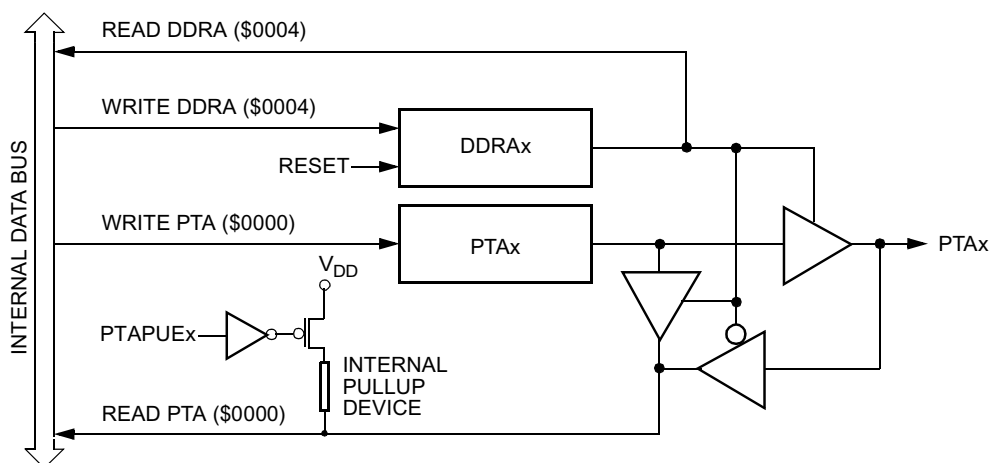 READ DDRA ($0004)
WRITE DDRA ($0004)
DDRAx
RESET
INTERNAL DATA BUS
WRITE PTA ($0000)
PTAx
PTAx
VDD
PTAPUEx
INTERNAL
PULLUP
DEVICE
READ PTA ($0000)